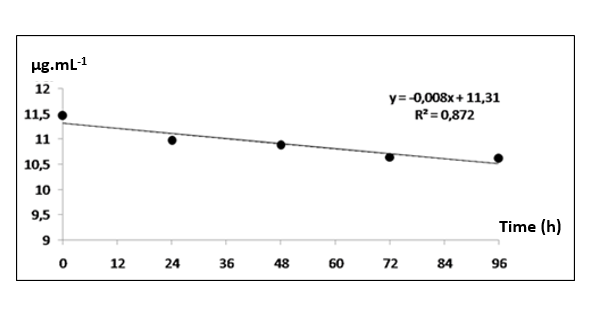 µg.mL-1
y = -0,008x + 11,31
R² = 0,872
12
11,5
11
10,5
10
9,5
9
Time (h)
0 12 24 36 48 60 72 84 96